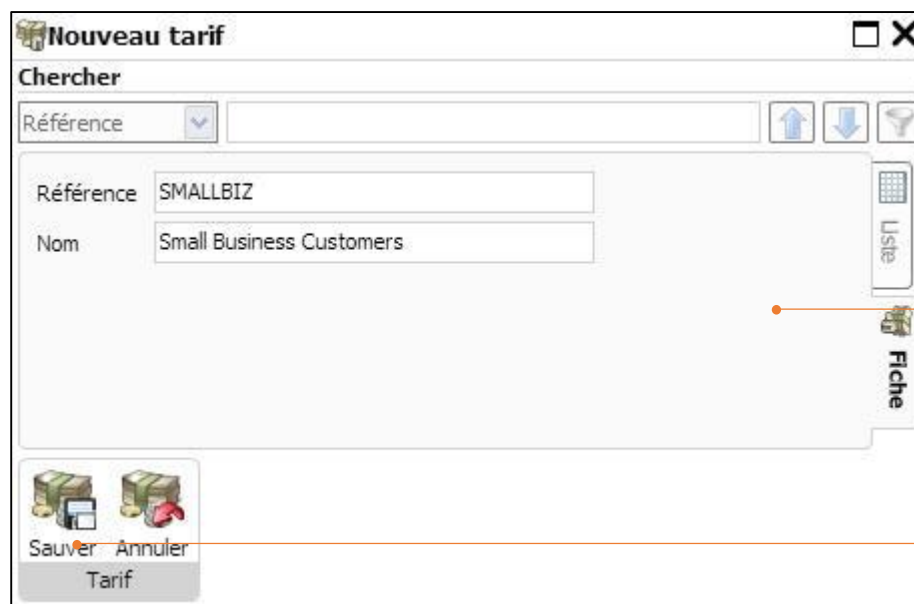 Nouveau tarif
Chercher
Référence
Référence SMALLBIZ
Nom Small Business Customers
Liste
Fiche
Sauver Annuler
Tarif